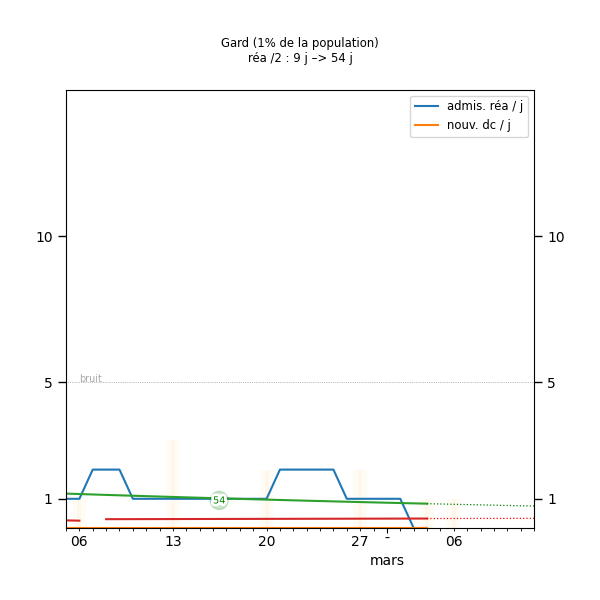 Gard (1% de la population)
réa /2 : 9 j –> 54 j
admis. réa / j
nouv. dc / j
10 10
bruit
5 5
54
1 1
06 13 20 27 - 06
mars